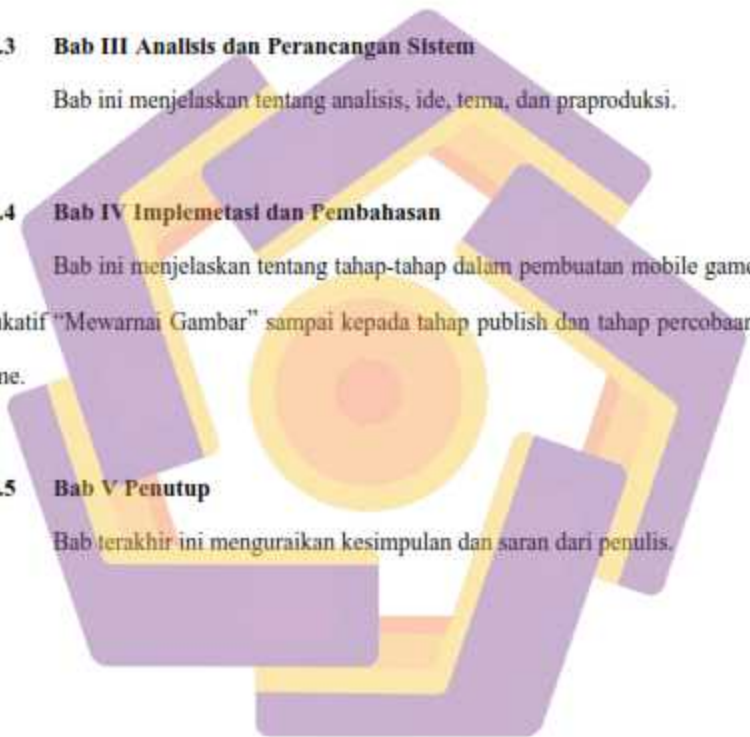 .3 Bab III Analisis dan Perancangan Sistem
Bab ini menjelaskan tentang analisis, ide, tema, dan praproduksi.
.4 Bab IV Implemetasi dan Pembahasan
Bab ini menjelaskan tentang tahap-tahap dalam pembuatan mobile game
ukatif “Mewarnai Gambar” sampai kepada tahap publish dan tahap percobaan
me.
.5 Bab V Penutup
Bab terakhir ini menguraikan kesimpulan dan saran dari penulis.